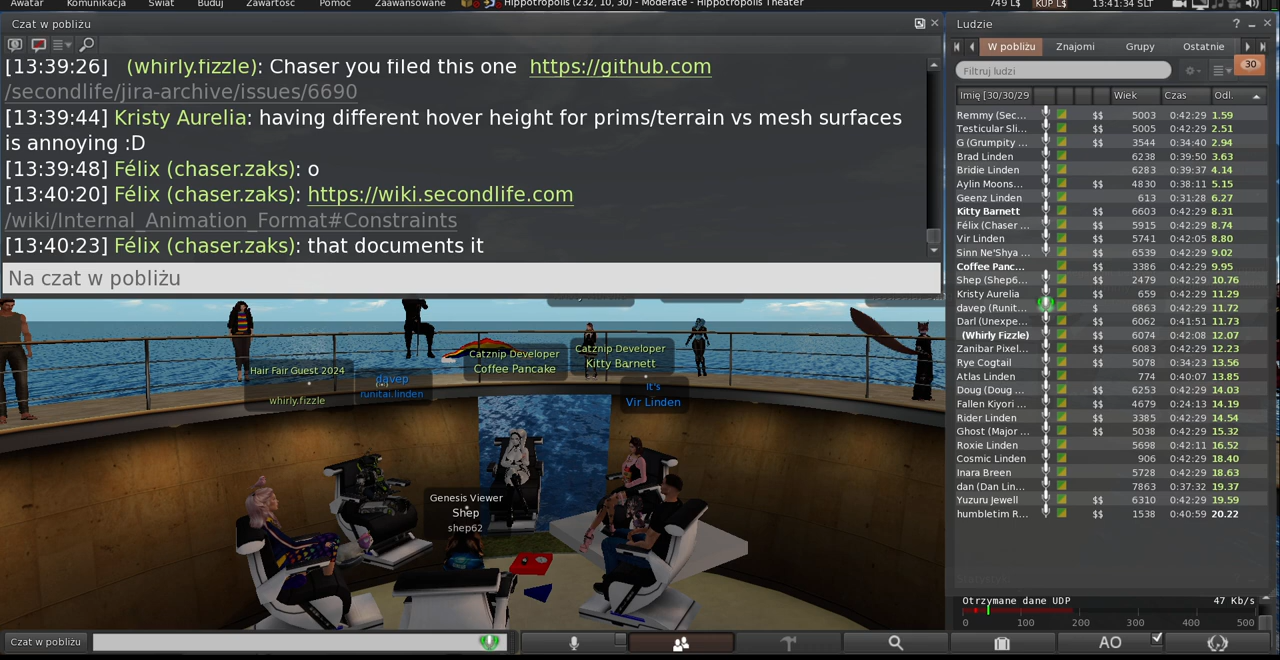 Awatar Komunikacja Świat Buduj Zawartość Pomoc Zaawansowane Hippotropolis (232, 10, 30) - Moderate - Hippotropolis Theater 749 L$ KUP L$ 13:41:34 SLT
Czat w pobliżu
[13:39:26] (whirly.fizzle): Chaser you filed this one https://github.com
/secondlife/jira-archive/issues/6690
[13:39:44] Kristy Aurelia: having different hover height for prims/terrain vs mesh surfaces
is annoying :D
[13:39:48] Félix (chaser.zaks): o
[13:40:20] Félix (chaser.zaks): https://wiki.secondlife.com
/wiki/Internal_Animation_Format#Constraints
[13:40:23] Félix (chaser.zaks): that documents it
Na czat w pobliżu
Hair Fair Guest 2024
whirly.fizzle
davep
runitai.linden
Catznip Developer
Coffee Pancake
Catznip Developer
Kitty Barnett
It's
Vir Linden
Genesis Viewer
Shep
shep62
Czat w pobliżu
Ludzie
W pobliżu Znajomi Grupy Ostatnie
Filtruj ludzi
30
Imię [30/30/29 Wiek Czas Odl.
Remmy (Sec... $$ 5003 0:42:29 1.59
Testicular Sli... $$ 5005 0:42:29 2.51
G (Grumpity ... $$ 3544 0:34:40 2.94
Brad Linden 6238 0:39:50 3.63
Bridie Linden 6283 0:39:37 4.14
Aylin Moons... $$ 4830 0:38:11 5.15
Geenz Linden 613 0:31:28 6.27
Kitty Barnett $$ 6603 0:42:29 8.31
Félix (Chaser ... $$ 5915 0:42:29 8.74
Vir Linden $$ 5741 0:42:05 8.80
Sinn Ne'Shya ... $$ 6539 0:42:29 9.02
Coffee Panc... $$ 3386 0:42:29 9.95
Shep (Shep6... $$ 2479 0:42:29 10.76
Kristy Aurelia $$ 659 0:42:29 11.29
davep (Runit... $ 6863 0:42:29 11.72
Darl (Unexpe... $$ 6062 0:41:51 11.73
(Whirly Fizzle) $$ 6074 0:42:08 12.07
Zanibar Pixel... $$ 6083 0:42:29 12.23
Rye Cogtail $$ 5078 0:34:23 13.56
Atlas Linden 774 0:40:07 13.85
Doug (Doug ... $$ 6253 0:42:29 14.03
Fallen Kiyori ... $$ 4679 0:24:13 14.19
Rider Linden $$ 3385 0:42:29 14.54
Ghost (Major ... $$ 5038 0:42:29 15.32
Roxie Linden 5698 0:42:11 16.52
Cosmic Linden 906 0:42:29 18.40
Inara Breen 5728 0:42:29 18.63
dan (Dan Lin... 7863 0:37:32 19.37
Yuzuru Jewell $$ 6310 0:42:29 19.59
humbletim R... $$ 1538 0:40:59 20.22
Otrzymane dane UDP 47 Kb/s
0 100 200 300 400 500
AO